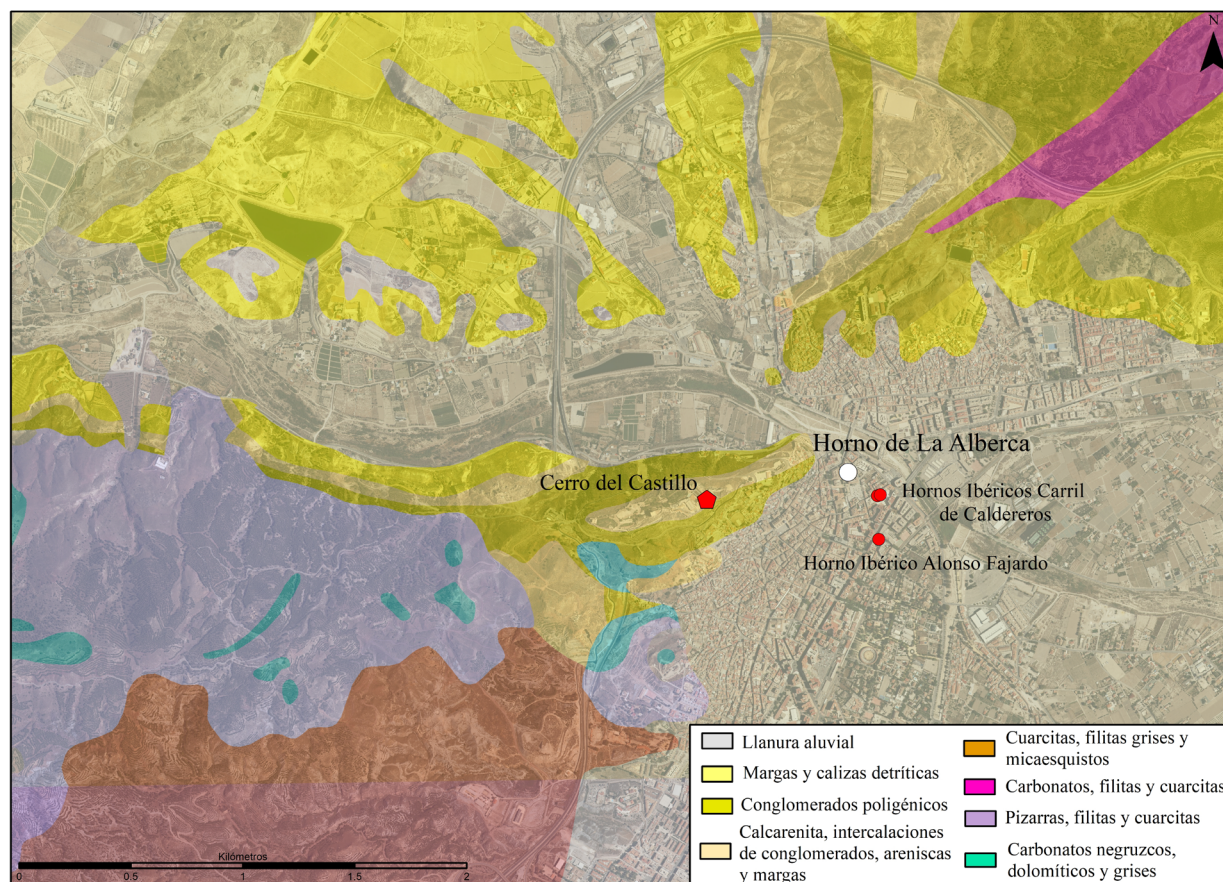 N
Horno de La Alberca
Cerro del Castillo
Hornos Ibéricos Carril
de Caldereros
Horno Ibérico Alonso Fajardo
Llanura aluvial
Margas y calizas detríticas
Conglomerados poligénicos
Calcarenita, intercalaciones
de conglomerados, areniscas
y margas
Cuarcitas, filitas grises y
micaesquistos
Carbonatos, filitas y cuarcitas
Pizarras, filitas y cuarcitas
Carbonatos negruzcos,
dolomíticos y grises
Kilómetros
0 0.5 1 1.5 2